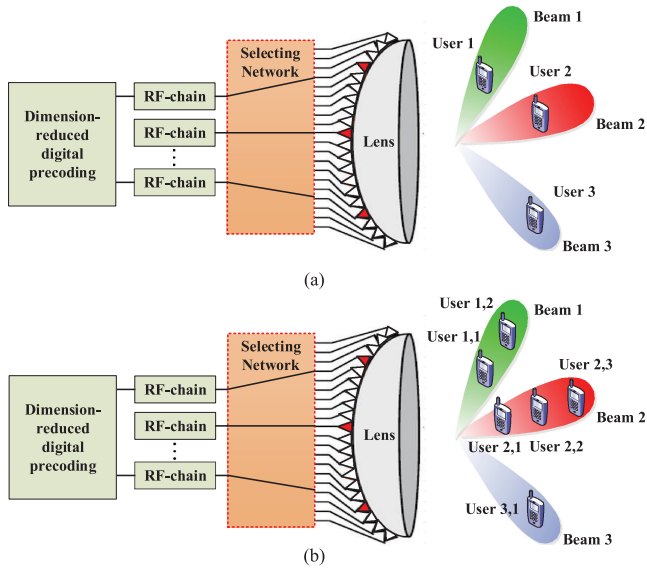 Beam 1
User 1
Selecting
Network
User 2
RF-chain
Dimension-
reduced
digital
precoding
RF-chain
Lens
Beam 2
RF-chain
User 3
Beam 3
(a)
User 1,2
Beam 1
User 1,1
Selecting
Network
User 2,3
RF-chain
Dimension-
reduced
digital
precoding
RF-chain
Lens
Beam 2
User 2,1
User 2,2
RF-chain
User 3,1
Beam 3
(b)